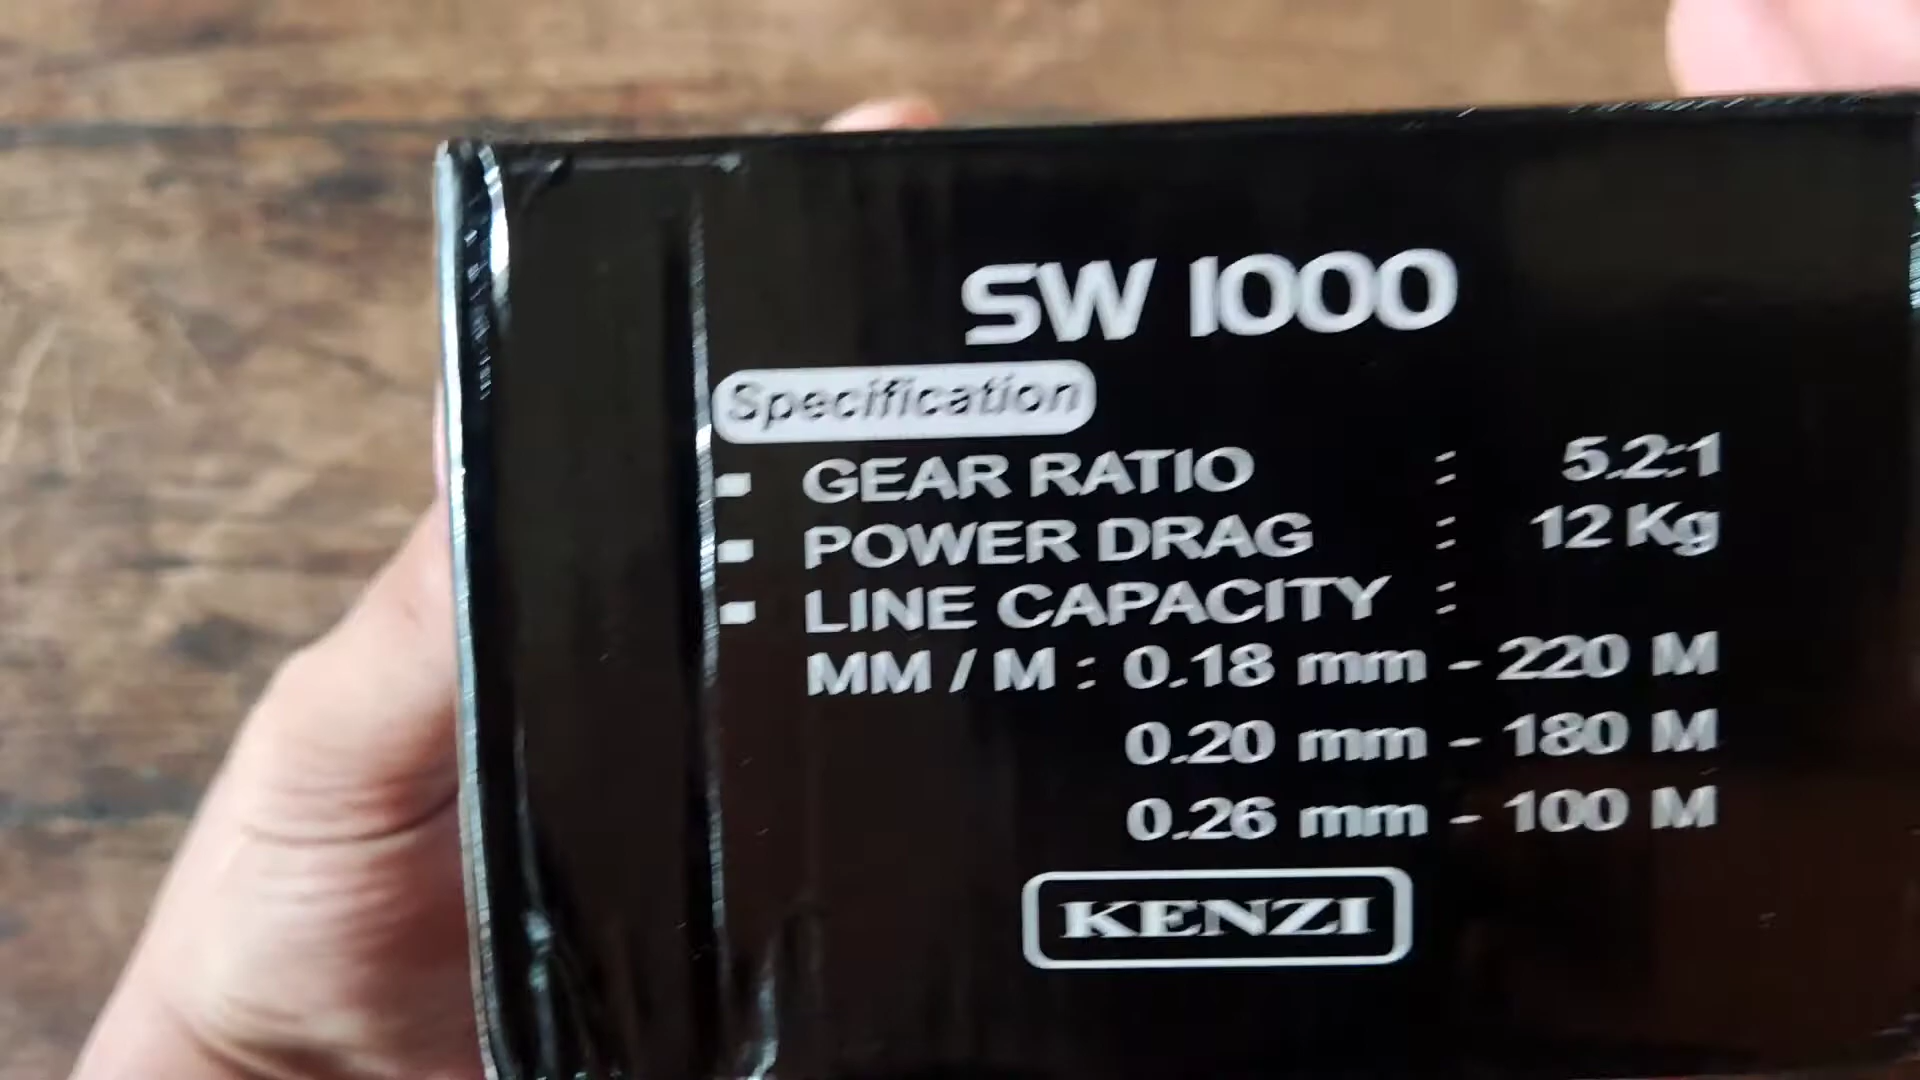 SW 1000
Specification
GEAR RATIO : 5.2:1
POWER DRAG : 12 Kg
LINE CAPACITY :
MM / M : 0.18 mm - 220 M
0.20 mm - 180 M
0.26 mm - 100 M
KENZI